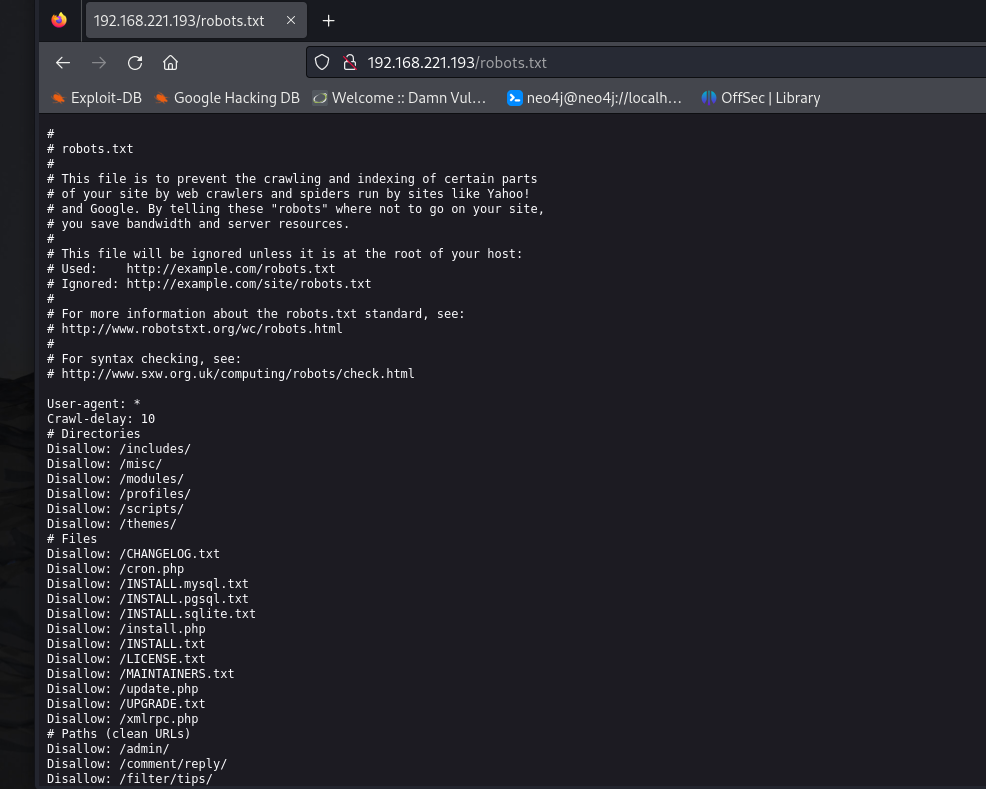 192.168.221.193/robots.txt
192.168.221.193/robots.txt
Exploit-DB Google Hacking DB Welcome :: Damn Vul... neo4j@neo4j://localh... OffSec | Library
#
# robots.txt
#
# This file is to prevent the crawling and indexing of certain parts
# of your site by web crawlers and spiders run by sites like Yahoo!
# and Google. By telling these "robots" where not to go on your site,
# you save bandwidth and server resources.
#
# This file will be ignored unless it is at the root of your host:
# Used:    http://example.com/robots.txt
# Ignored: http://example.com/site/robots.txt
#
# For more information about the robots.txt standard, see:
# http://www.robotstxt.org/wc/robots.html
#
# For syntax checking, see:
# http://www.sxw.org.uk/computing/robots/check.html
User-agent: *
Crawl-delay: 10
# Directories
Disallow: /includes/
Disallow: /misc/
Disallow: /modules/
Disallow: /profiles/
Disallow: /scripts/
Disallow: /themes/
# Files
Disallow: /CHANGELOG.txt
Disallow: /cron.php
Disallow: /INSTALL.mysql.txt
Disallow: /INSTALL.pgsql.txt
Disallow: /INSTALL.sqlite.txt
Disallow: /install.php
Disallow: /INSTALL.txt
Disallow: /LICENSE.txt
Disallow: /MAINTAINERS.txt
Disallow: /update.php
Disallow: /UPGRADE.txt
Disallow: /xmlrpc.php
# Paths (clean URLs)
Disallow: /admin/
Disallow: /comment/reply/
Disallow: /filter/tips/